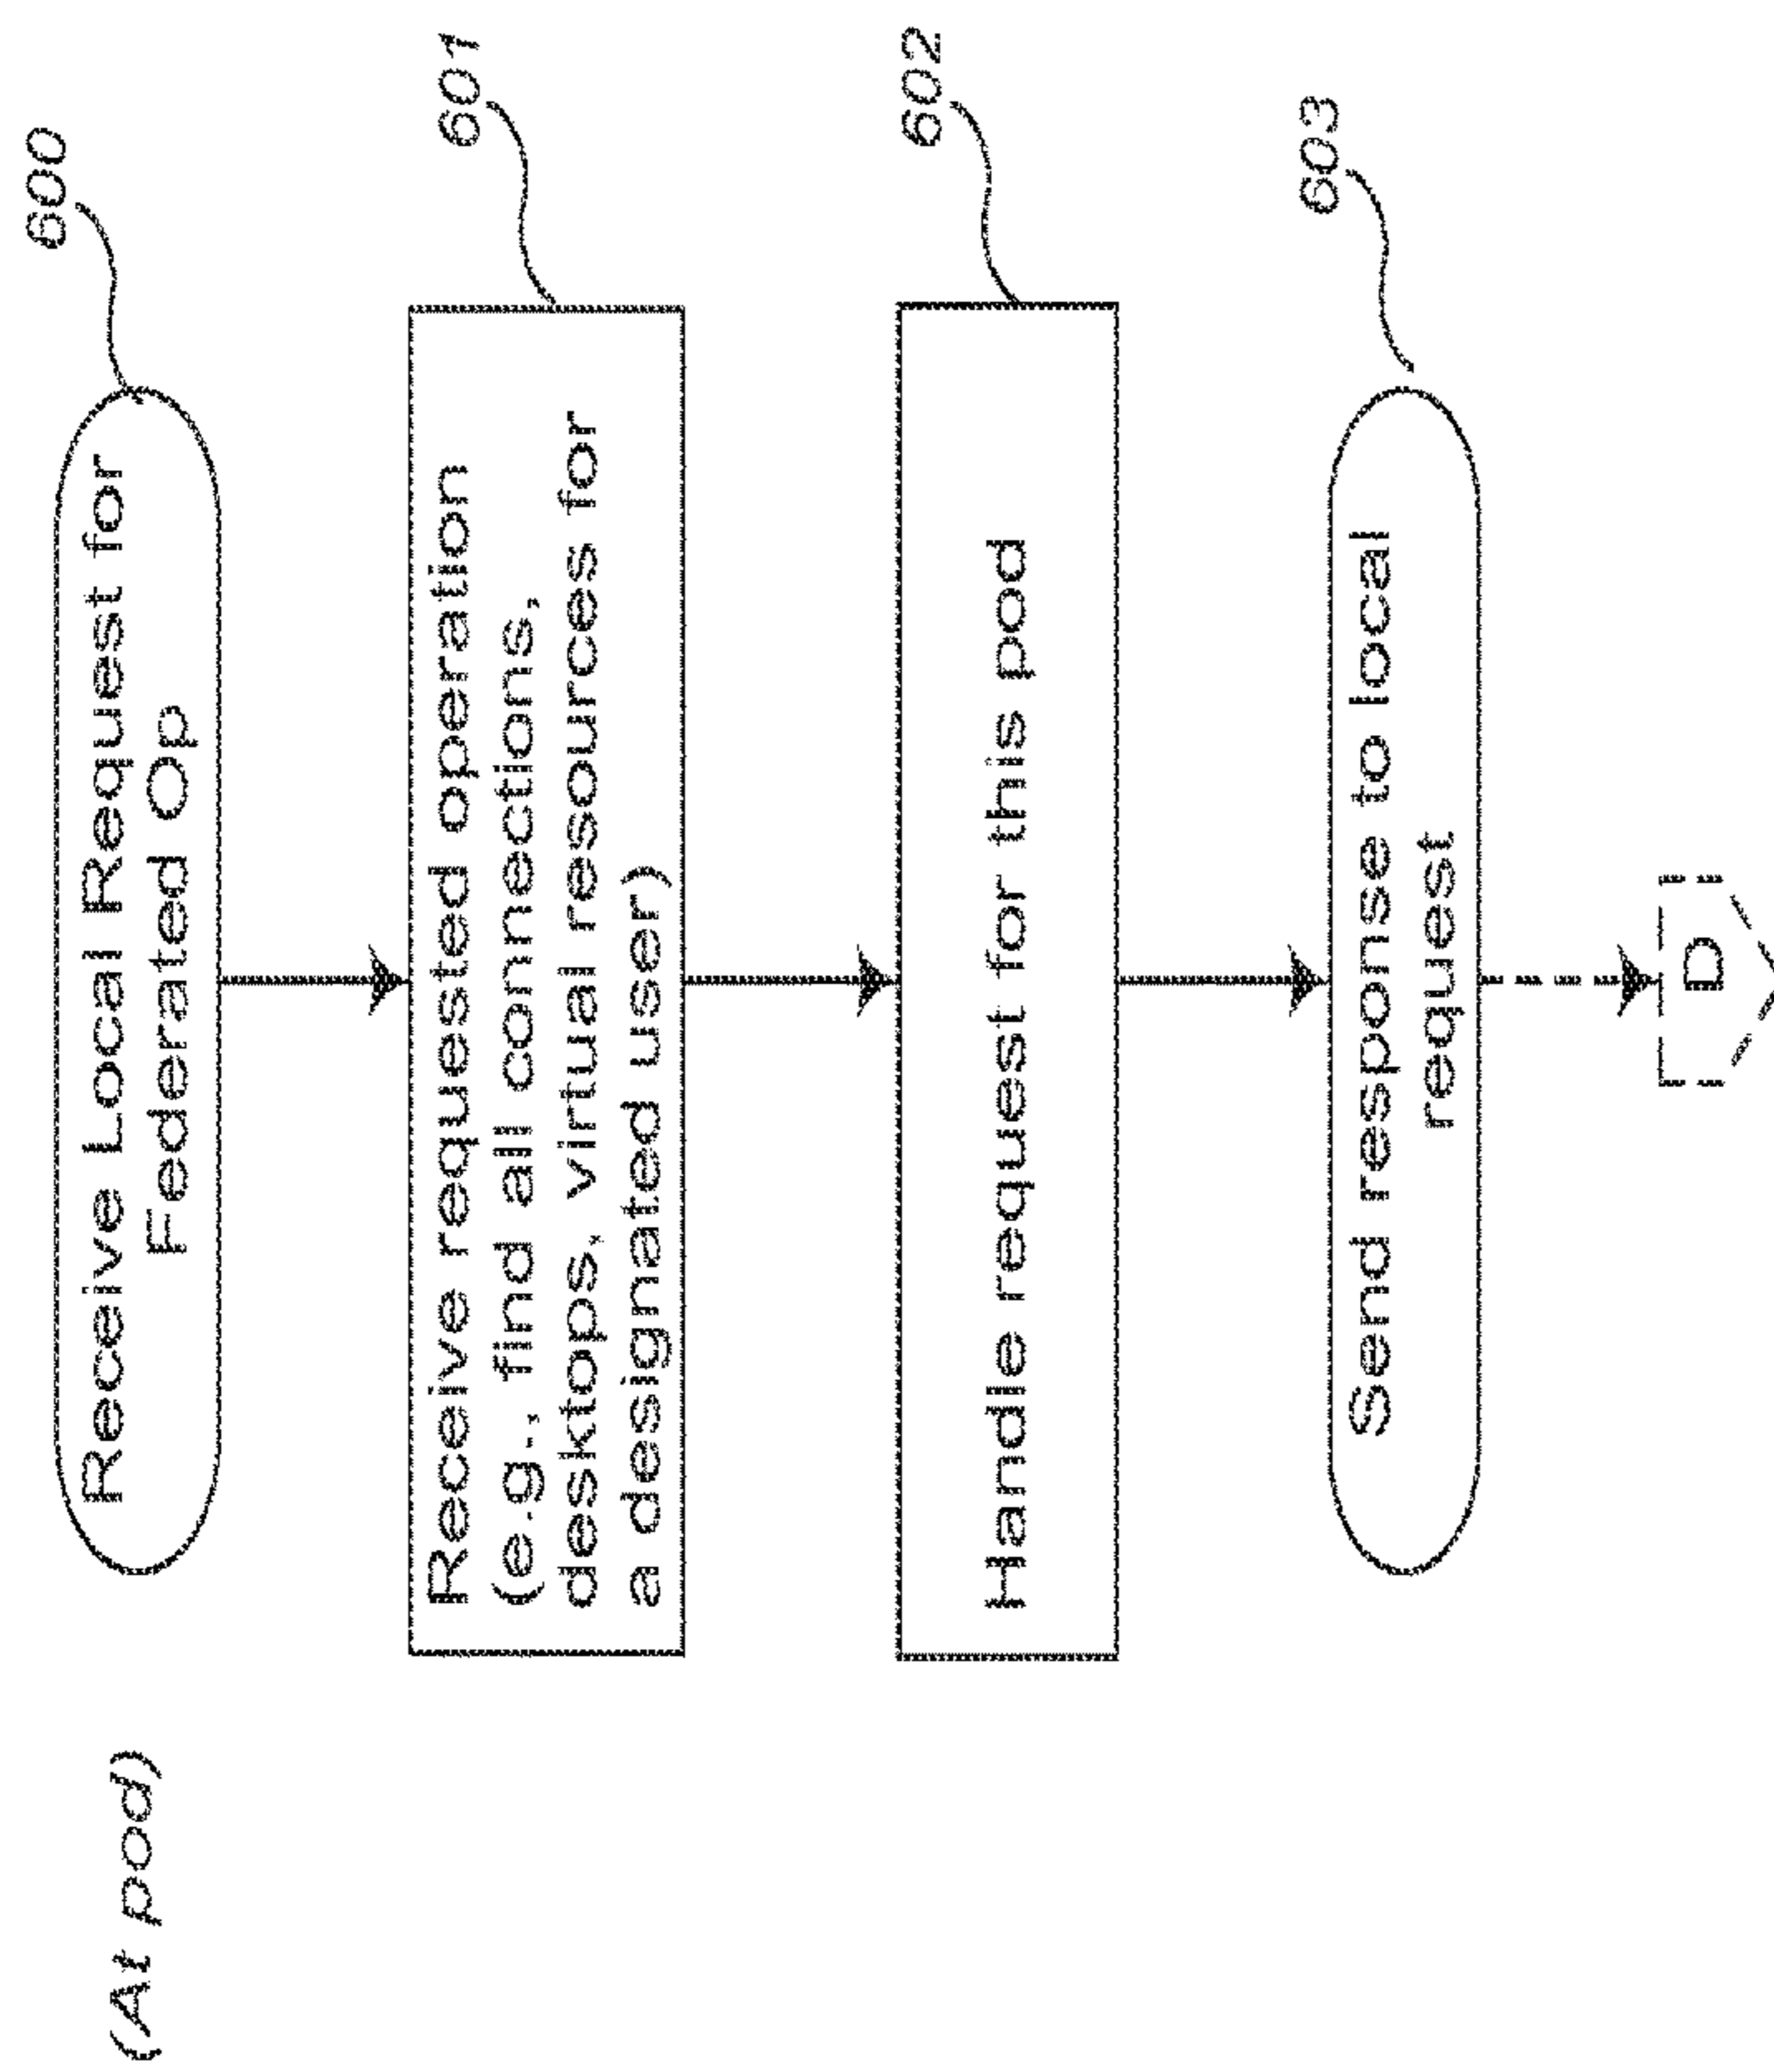 (At pod)
600
Receive Local Request for
Federated Op
601
Receive requested operation
(e.g., find all connections,
desktops, virtual resources for
a designated user)
602
Handle request for this pod
603
Send response to local
request
D